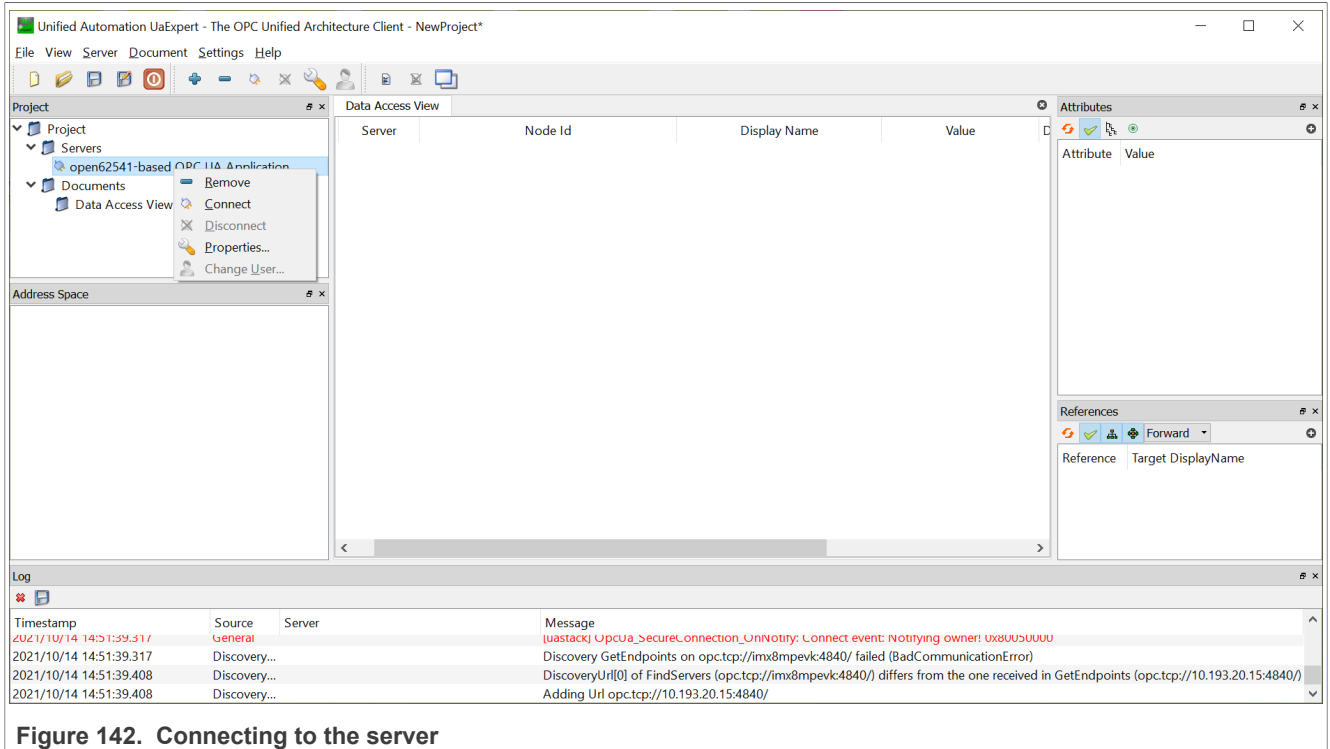 Unified Automation UaExpert - The OPC Unified Architecture Client - NewProject*
File View Server Document Settings Help
Project
Project
Servers
open62541-based OPC UA Application
Documents
Data Access View
Remove
Connect
Disconnect
Properties...
Change User...
Address Space
Data Access View
Server Node Id Display Name Value D
Attributes
Attribute Value
References
Forward
Reference Target DisplayName
Log
Timestamp Source Server Message
2021/10/14 14:51:39.317 General [uastack] OpcUa_SecureConnection_OnNotify: Connect event: Notifying owner! 0x80050000
2021/10/14 14:51:39.317 Discovery... Discovery GetEndpoints on opc.tcp://imx8mpevk:4840/ failed (BadCommunicationError)
2021/10/14 14:51:39.408 Discovery... DiscoveryUrl[0] of FindServers (opc.tcp://imx8mpevk:4840/) differs from the one received in GetEndpoints (opc.tcp://10.193.20.15:4840/)
2021/10/14 14:51:39.408 Discovery... Adding Url opc.tcp://10.193.20.15:4840/
Figure 142. Connecting to the server